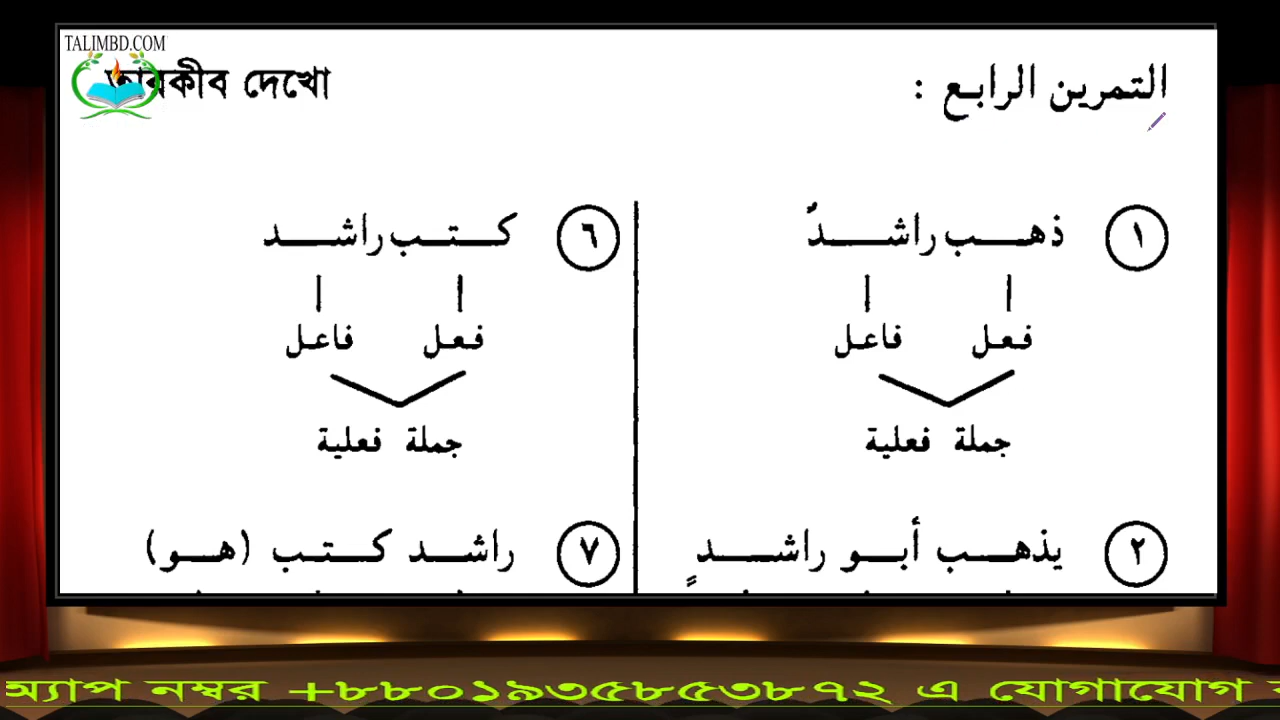 TALIMBD.COM
التمرين الرابع :
তারকীব দেখো
١ ذهب راشدٌ
فعل فاعل
جملة فعلية
٢ يذهب أبو راشدٍ
٦ كتب راشد
فعل فاعل
جملة فعلية
٧ راشد كتب (هو)
অ্যাপ নম্বর +৮৮০১৯৩৫৮৫৩৮৭২ এ যোগাযোগ